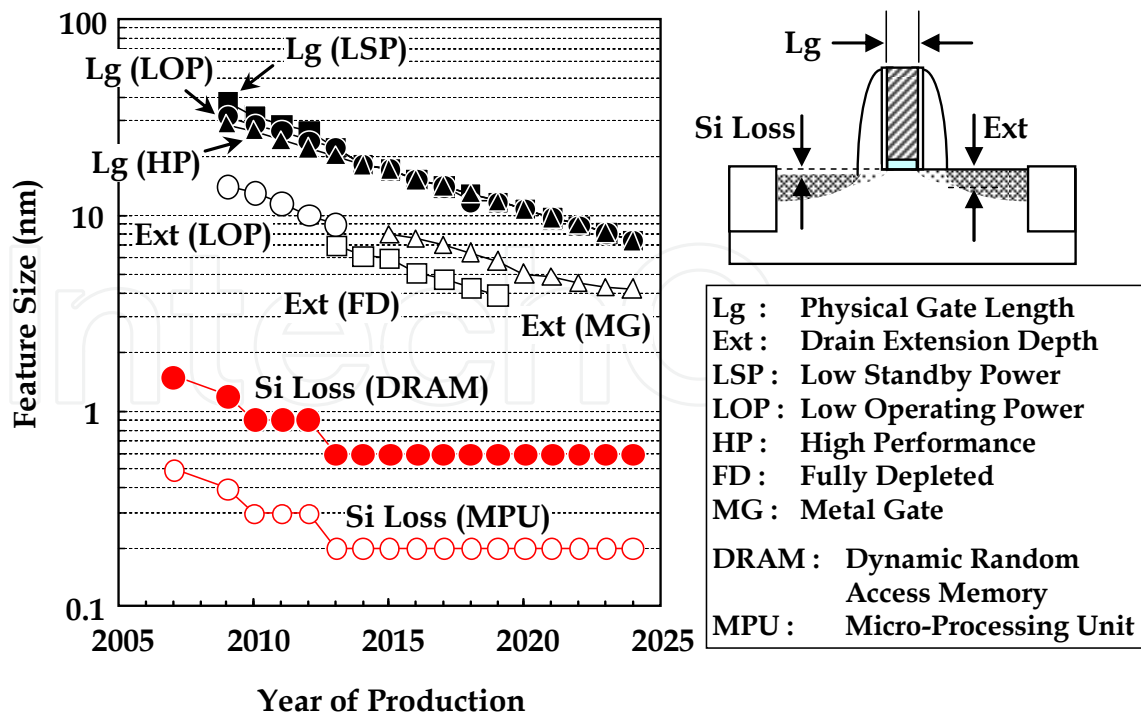 100
10
1
0.1
Feature Size (nm)
2005
2010
2015
2020
2025
Year of Production
Lg (LSP)
Lg (LOP)
Lg (HP)
Ext (LOP)
Ext (FD)
Ext (MG)
Si Loss (DRAM)
Si Loss (MPU)
Lg
Si Loss
Ext
Lg : Physical Gate Length
Ext : Drain Extension Depth
LSP : Low Standby Power
LOP : Low Operating Power
HP : High Performance
FD : Fully Depleted
MG : Metal Gate
DRAM : Dynamic Random
Access Memory
MPU : Micro-Processing Unit